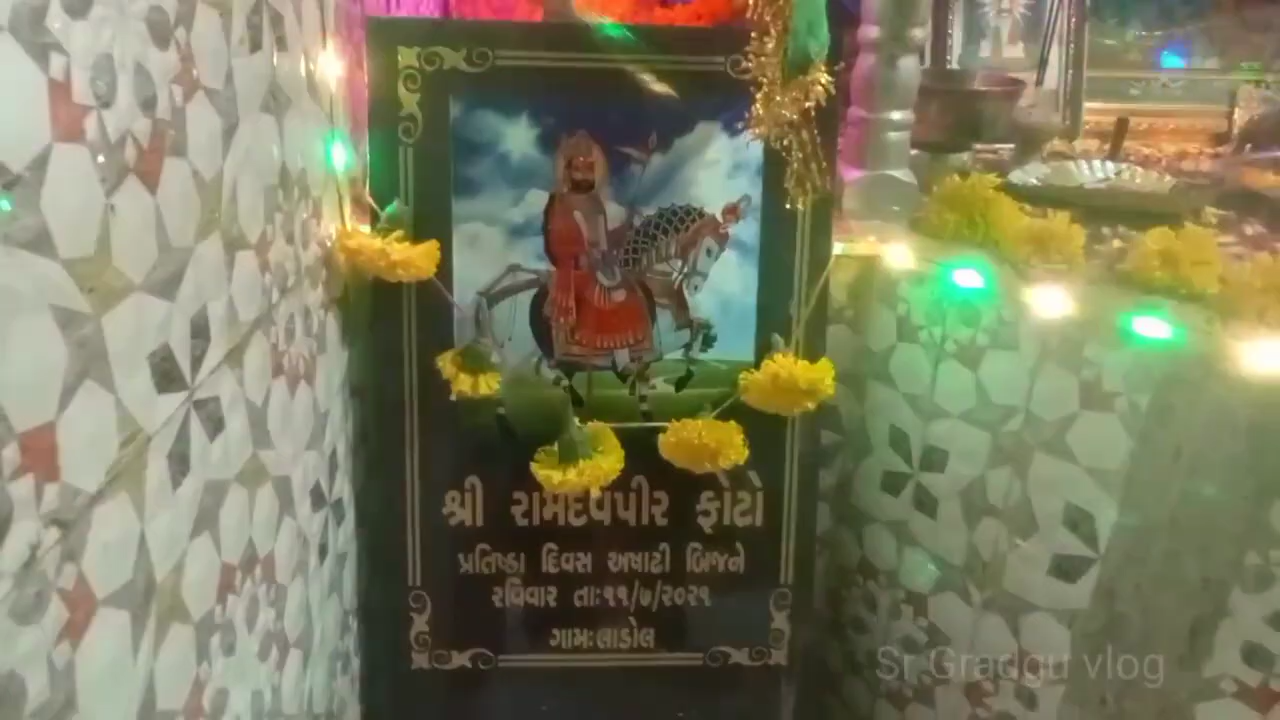 શ્રી રામદેવપીર ફોટો
પ્રતિષ્ઠા દિવસ અષાઢી બિજને
રવિવાર તા:૧૧/૭/૨૦૨૧
ગામ:લાડોલ
Sr Gradgu vlog